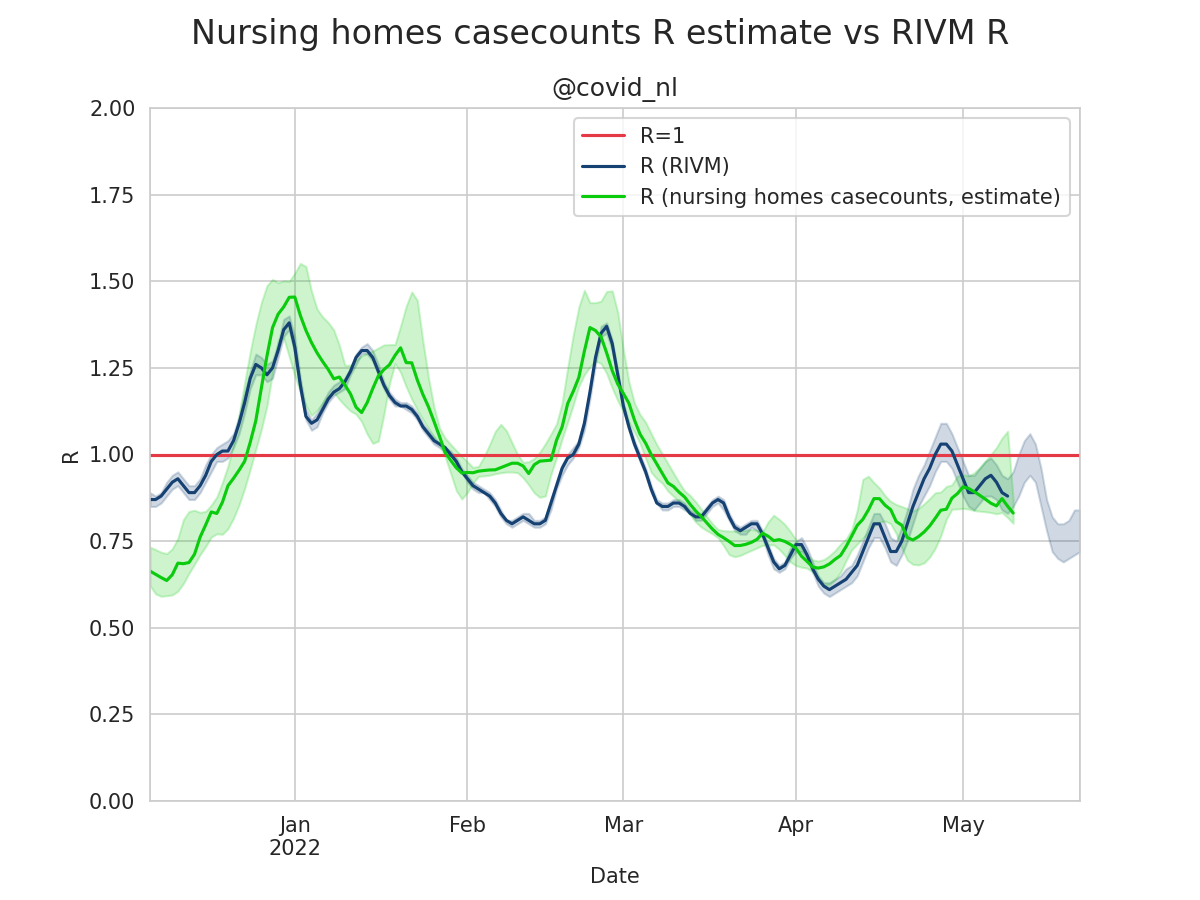 Nursing homes casecounts R estimate vs RIVM R
@covid_nl
R=1
R (RIVM)
R (nursing homes casecounts, estimate)
2.00
1.75
1.50
1.25
1.00
0.75
0.50
0.25
0.00
R
Jan
2022
Feb
Mar
Apr
May
Date